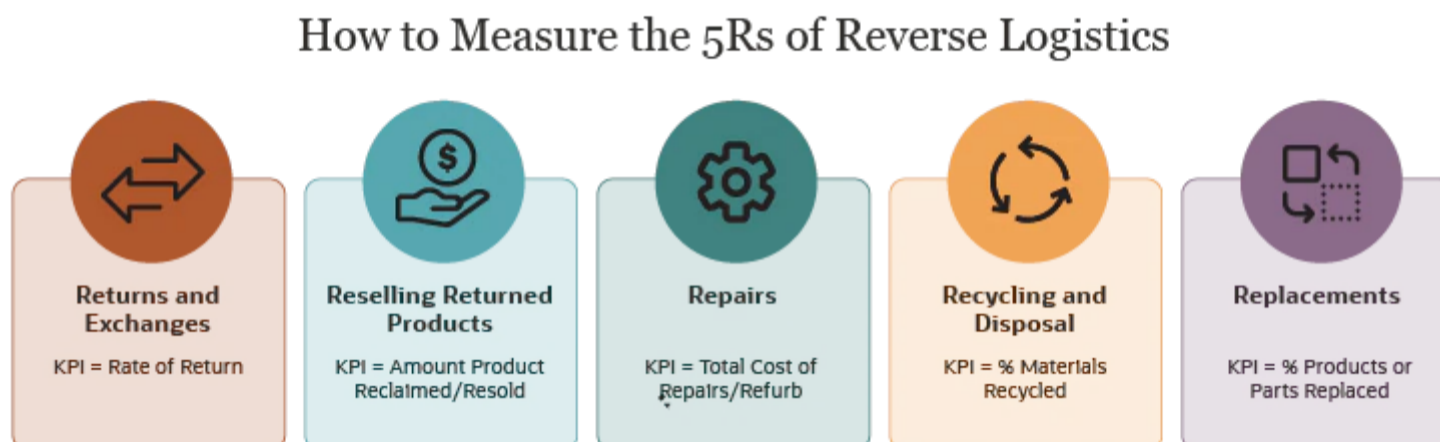 How to Measure the 5Rs of Reverse Logistics
$
Returns and
Exchanges
KPI = Rate of Return
Reselling Returned
Products
KPI = Amount Product
Reclaimed/Resold
Repairs
KPI = Total Cost of
Repairs/Refurb
Recycling and
Disposal
KPI = % Materials
Recycled
Replacements
KPI = % Products or
Parts Replaced